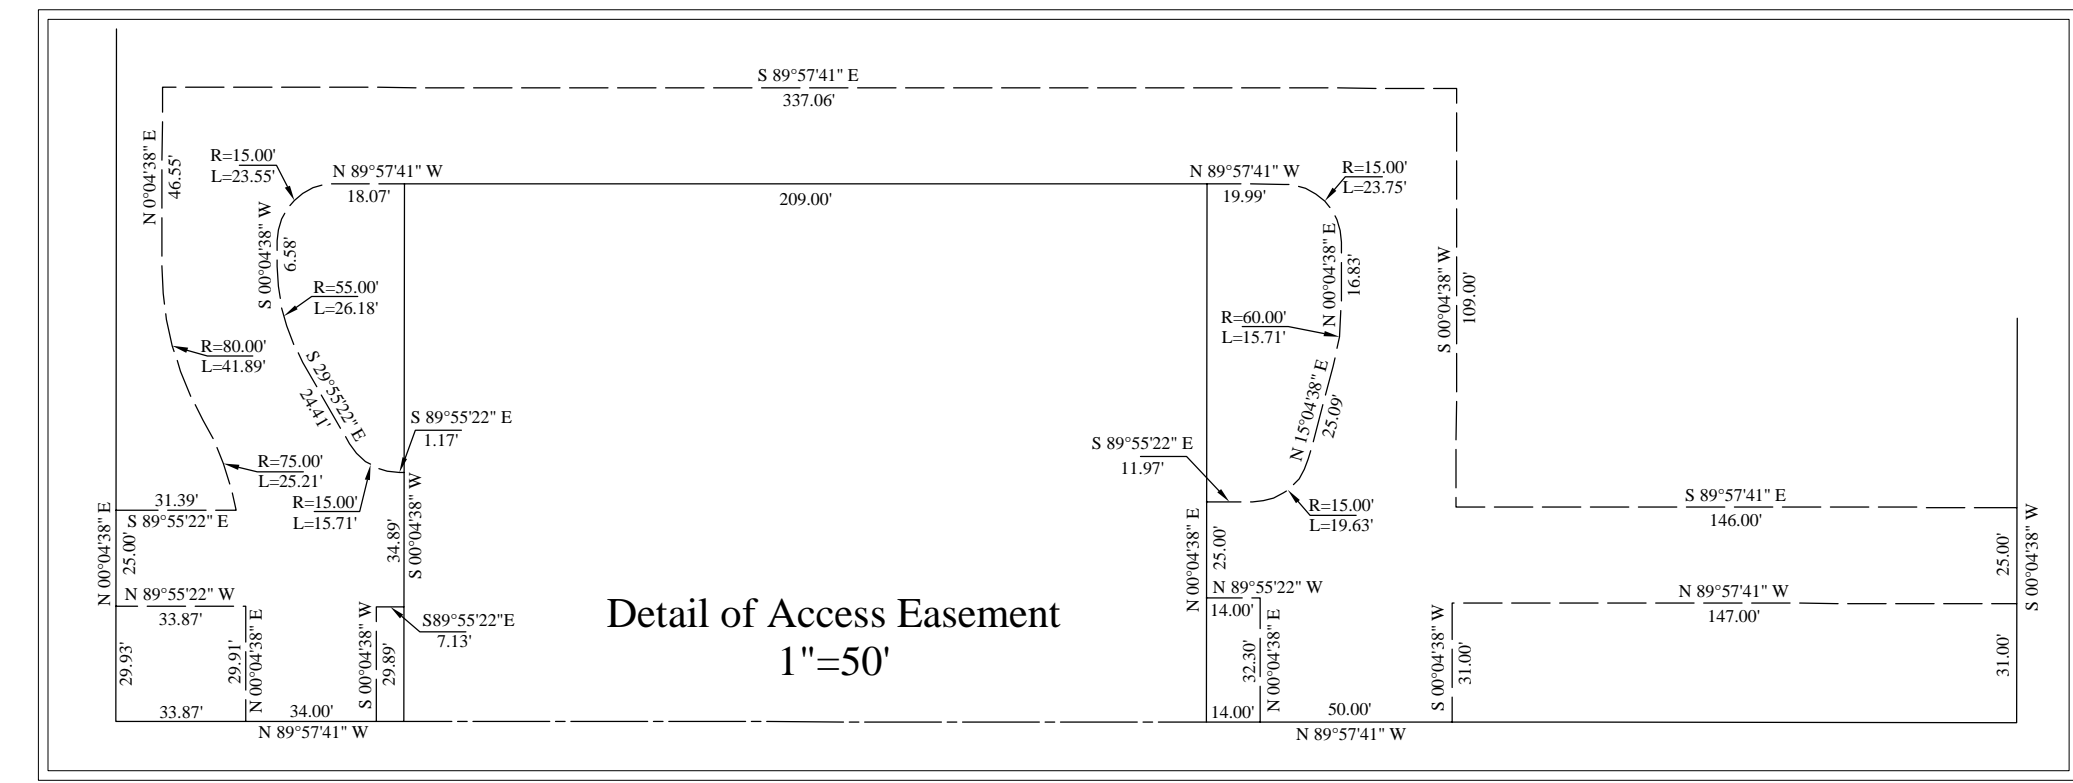 S 89°57'41" E
337.06'
N 0°04'38" E
46.55'
R=15.00'
L=23.55'
N 89°57'41" W
18.07'
S 00°04'38" W
6.58'
209.00'
N 89°57'41" W
19.99'
R=15.00'
L=23.75'
N 00°04'38" E
16.83'
S 00°04'38" W
109.00'
R=55.00'
L=26.18'
R=80.00'
L=41.89'
S 29°55'22" E
24.41'
R=60.00'
L=15.71'
N 15°04'38" E
25.09'
S 89°55'22" E
1.17'
S 89°55'22" E
11.97'
R=75.00'
L=25.21'
R=15.00'
L=15.71'
R=15.00'
L=19.63'
31.39'
S 89°55'22" E
N 00°04'38" E
25.00'
34.89'
S 00°04'38" W
N 00°04'38" E
25.00'
S 89°57'41" E
146.00'
25.00'
S 00°04'38" W
N 89°55'22" W
33.87'
29.93'
29.91'
N 00°04'38" E
S 00°04'38" W
29.89'
S89°55'22"E
7.13'
Detail of Access Easement
1"=50'
N 89°55'22" W
14.00'
32.30'
N 00°04'38" E
S 00°04'38" W
31.00'
N 89°57'41" W
147.00'
31.00'
33.87'
34.00'
N 89°57'41" W
14.00'
50.00'
N 89°57'41" W